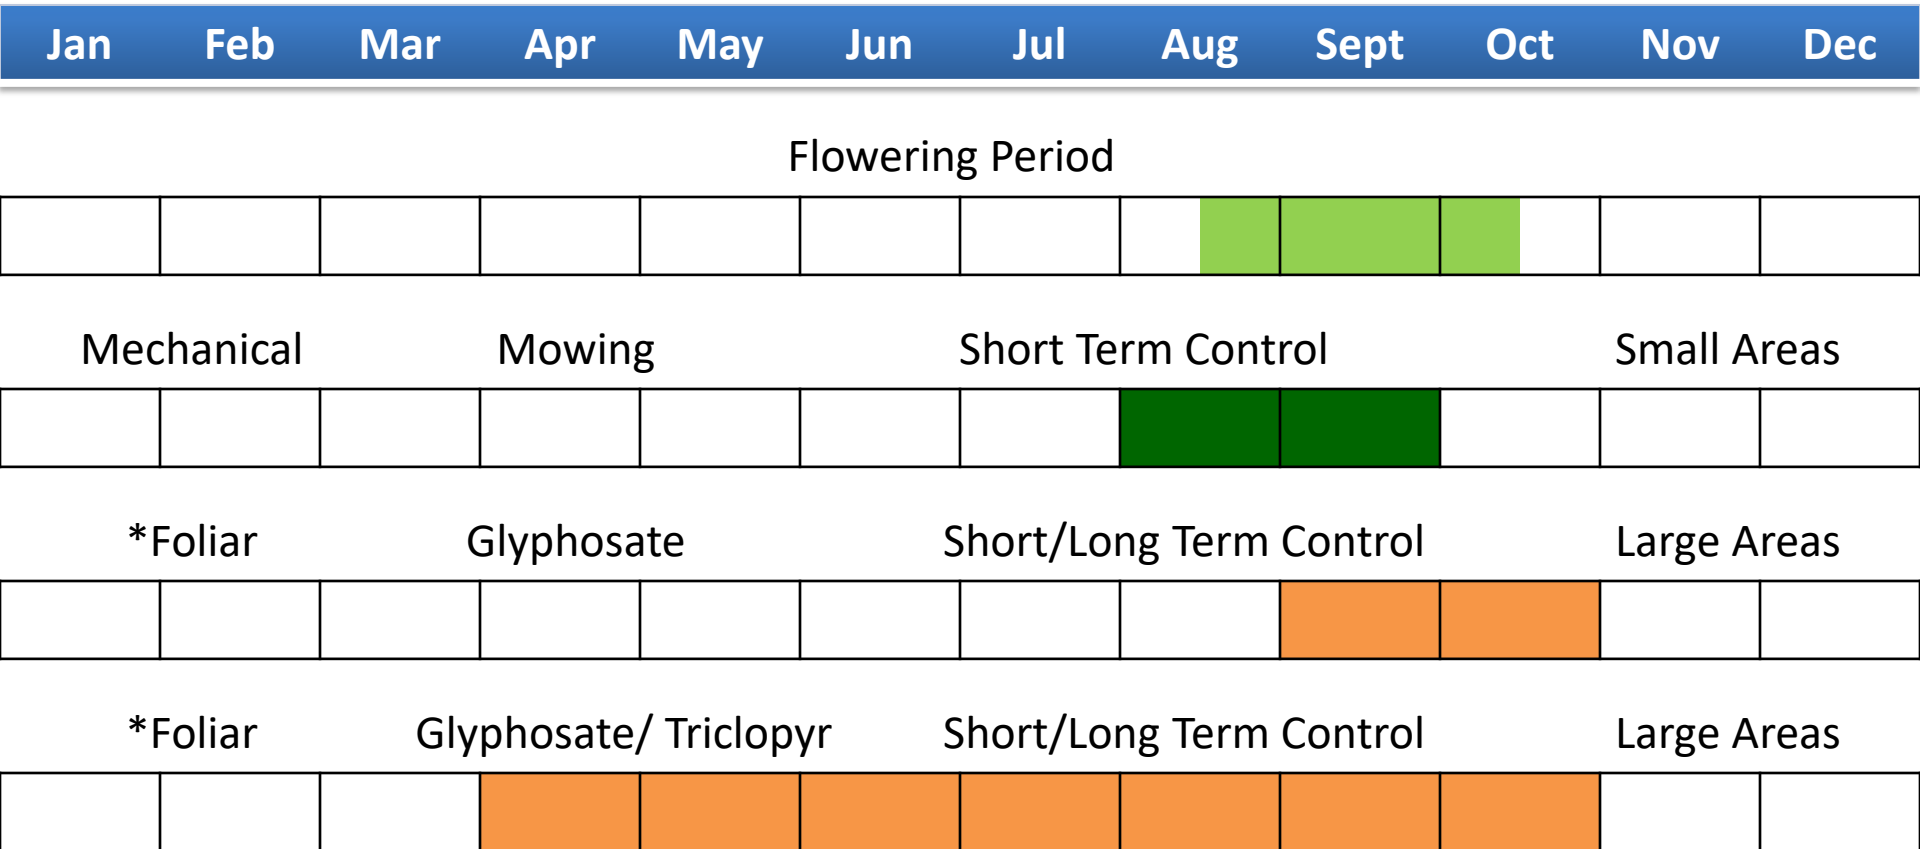 Jan Feb Mar Apr May Jun Jul Aug Sept Oct Nov Dec
Flowering Period
Mechanical Mowing Short Term Control Small Areas
*Foliar Glyphosate Short/Long Term Control Large Areas
*Foliar Glyphosate/ Triclopyr Short/Long Term Control Large Areas